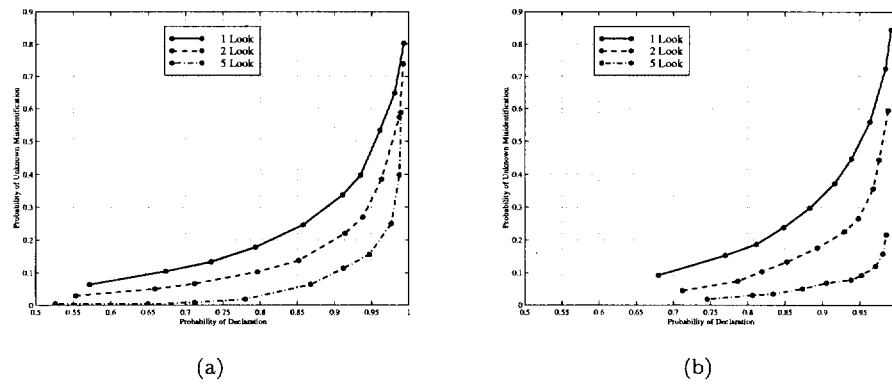 0.9
0.8
0.7
0.6
0.5
0.4
0.3
0.2
0.1
0
Probability of Unknown Misidentification
1 Look
2 Look
5 Look
0.5 0.55 0.6 0.65 0.7 0.75 0.8 0.85 0.9 0.95 1
Probability of Declaration
(a)
0.9
0.8
0.7
0.6
0.5
0.4
0.3
0.2
0.1
0
Probability of Unknown Misidentification
1 Look
2 Look
5 Look
0.5 0.55 0.6 0.65 0.7 0.75 0.8 0.85 0.9 0.95
Probability of Declaration
(b)